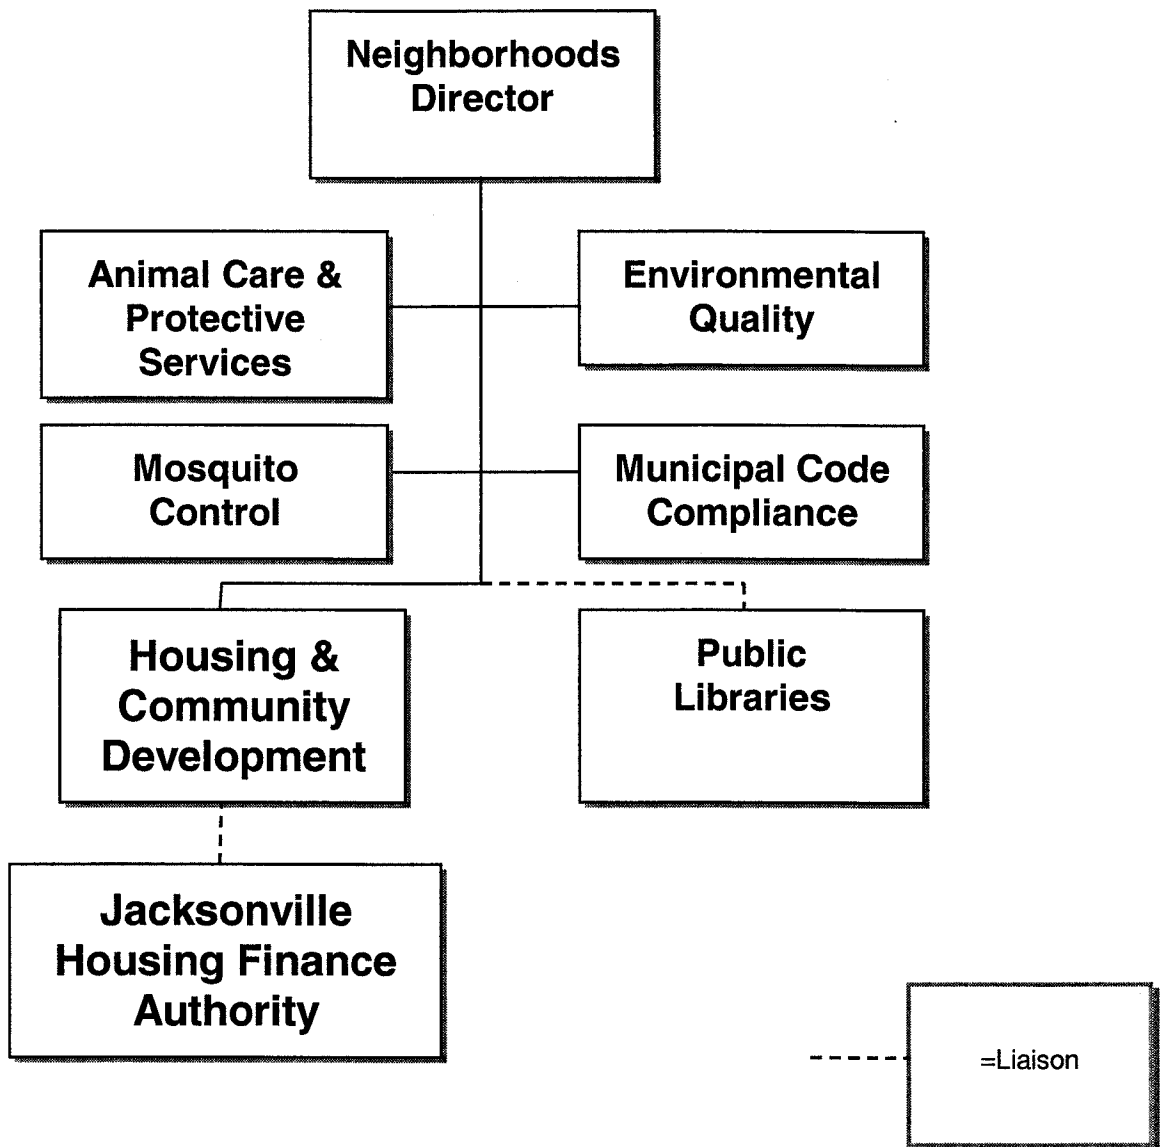 Neighborhoods
Director
Animal Care &
Protective
Services
Environmental
Quality
Mosquito
Control
Municipal Code
Compliance
Housing &
Community
Development
Public
Libraries
Jacksonville
Housing Finance
Authority
=Liaison